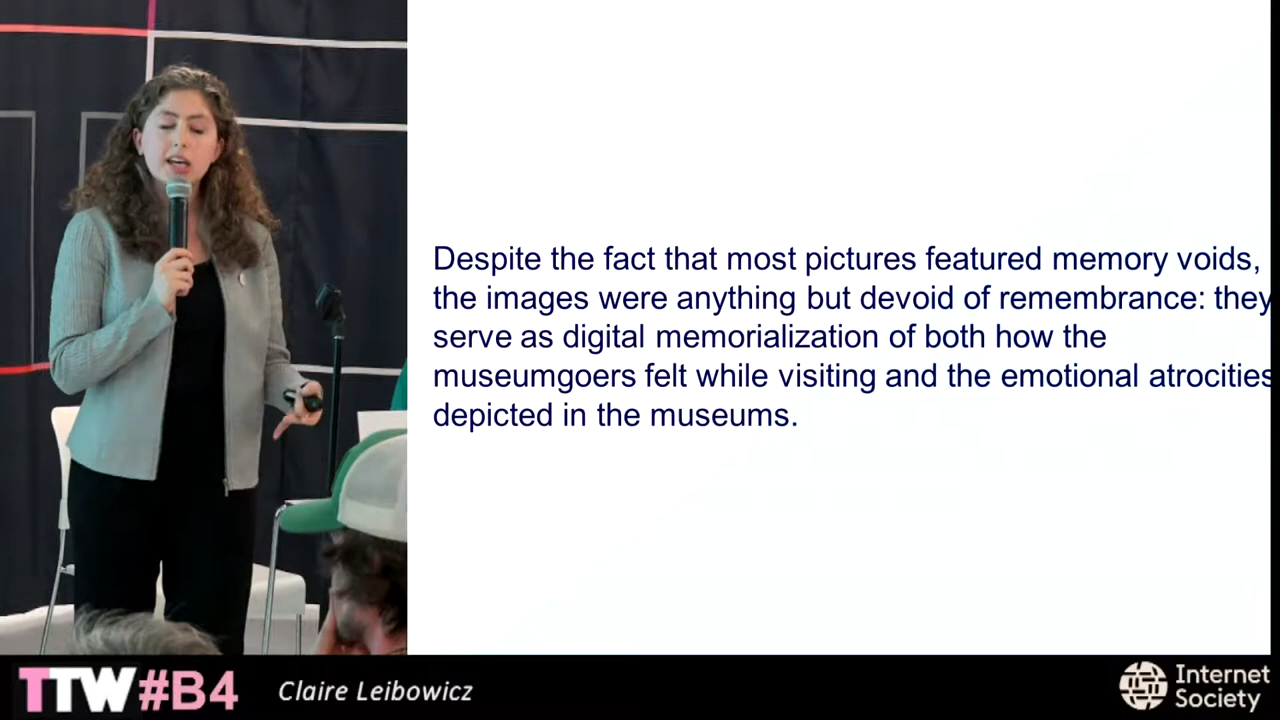 Despite the fact that most pictures featured memory voids,
the images were anything but devoid of remembrance: they
serve as digital memorialization of both how the
museumgoers felt while visiting and the emotional atrocities
depicted in the museums.
TTW#B4
Claire Leibowicz
Internet
Society